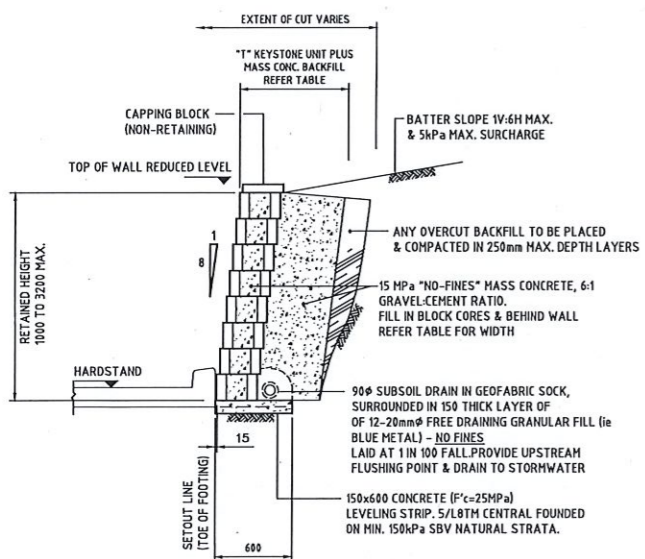 EXTENT OF CUT VARIES
"T" KEYSTONE UNIT PLUS
MASS CONC. BACKFILL
REFER TABLE
CAPPING BLOCK
(NON-RETAINING)
BATTER SLOPE 1V:6H MAX.
& 5kPa MAX. SURCHARGE
TOP OF WALL REDUCED LEVEL
ANY OVERCUT BACKFILL TO BE PLACED
& COMPACTED IN 250mm MAX. DEPTH LAYERS
1
8
RETAINED HEIGHT
1000 TO 3200 MAX.
15 MPa "NO-FINES" MASS CONCRETE, 6:1
GRAVEL:CEMENT RATIO.
FILL IN BLOCK CORES & BEHIND WALL
REFER TABLE FOR WIDTH
HARDSTAND
90ϕ SUBSOIL DRAIN IN GEOFABRIC SOCK,
SURROUNDED IN 150 THICK LAYER OF
OF 12-20mmϕ FREE DRAINING GRANULAR FILL (ie
BLUE METAL) - NO FINES
LAID AT 1 IN 100 FALL.PROVIDE UPSTREAM
FLUSHING POINT & DRAIN TO STORMWATER
15
SETOUT LINE
(TOE OF FOOTING)
600
150x600 CONCRETE (F'c=25MPa)
LEVELING STRIP. 5/L8TM CENTRAL FOUNDED
ON MIN. 150kPa SBV NATURAL STRATA.